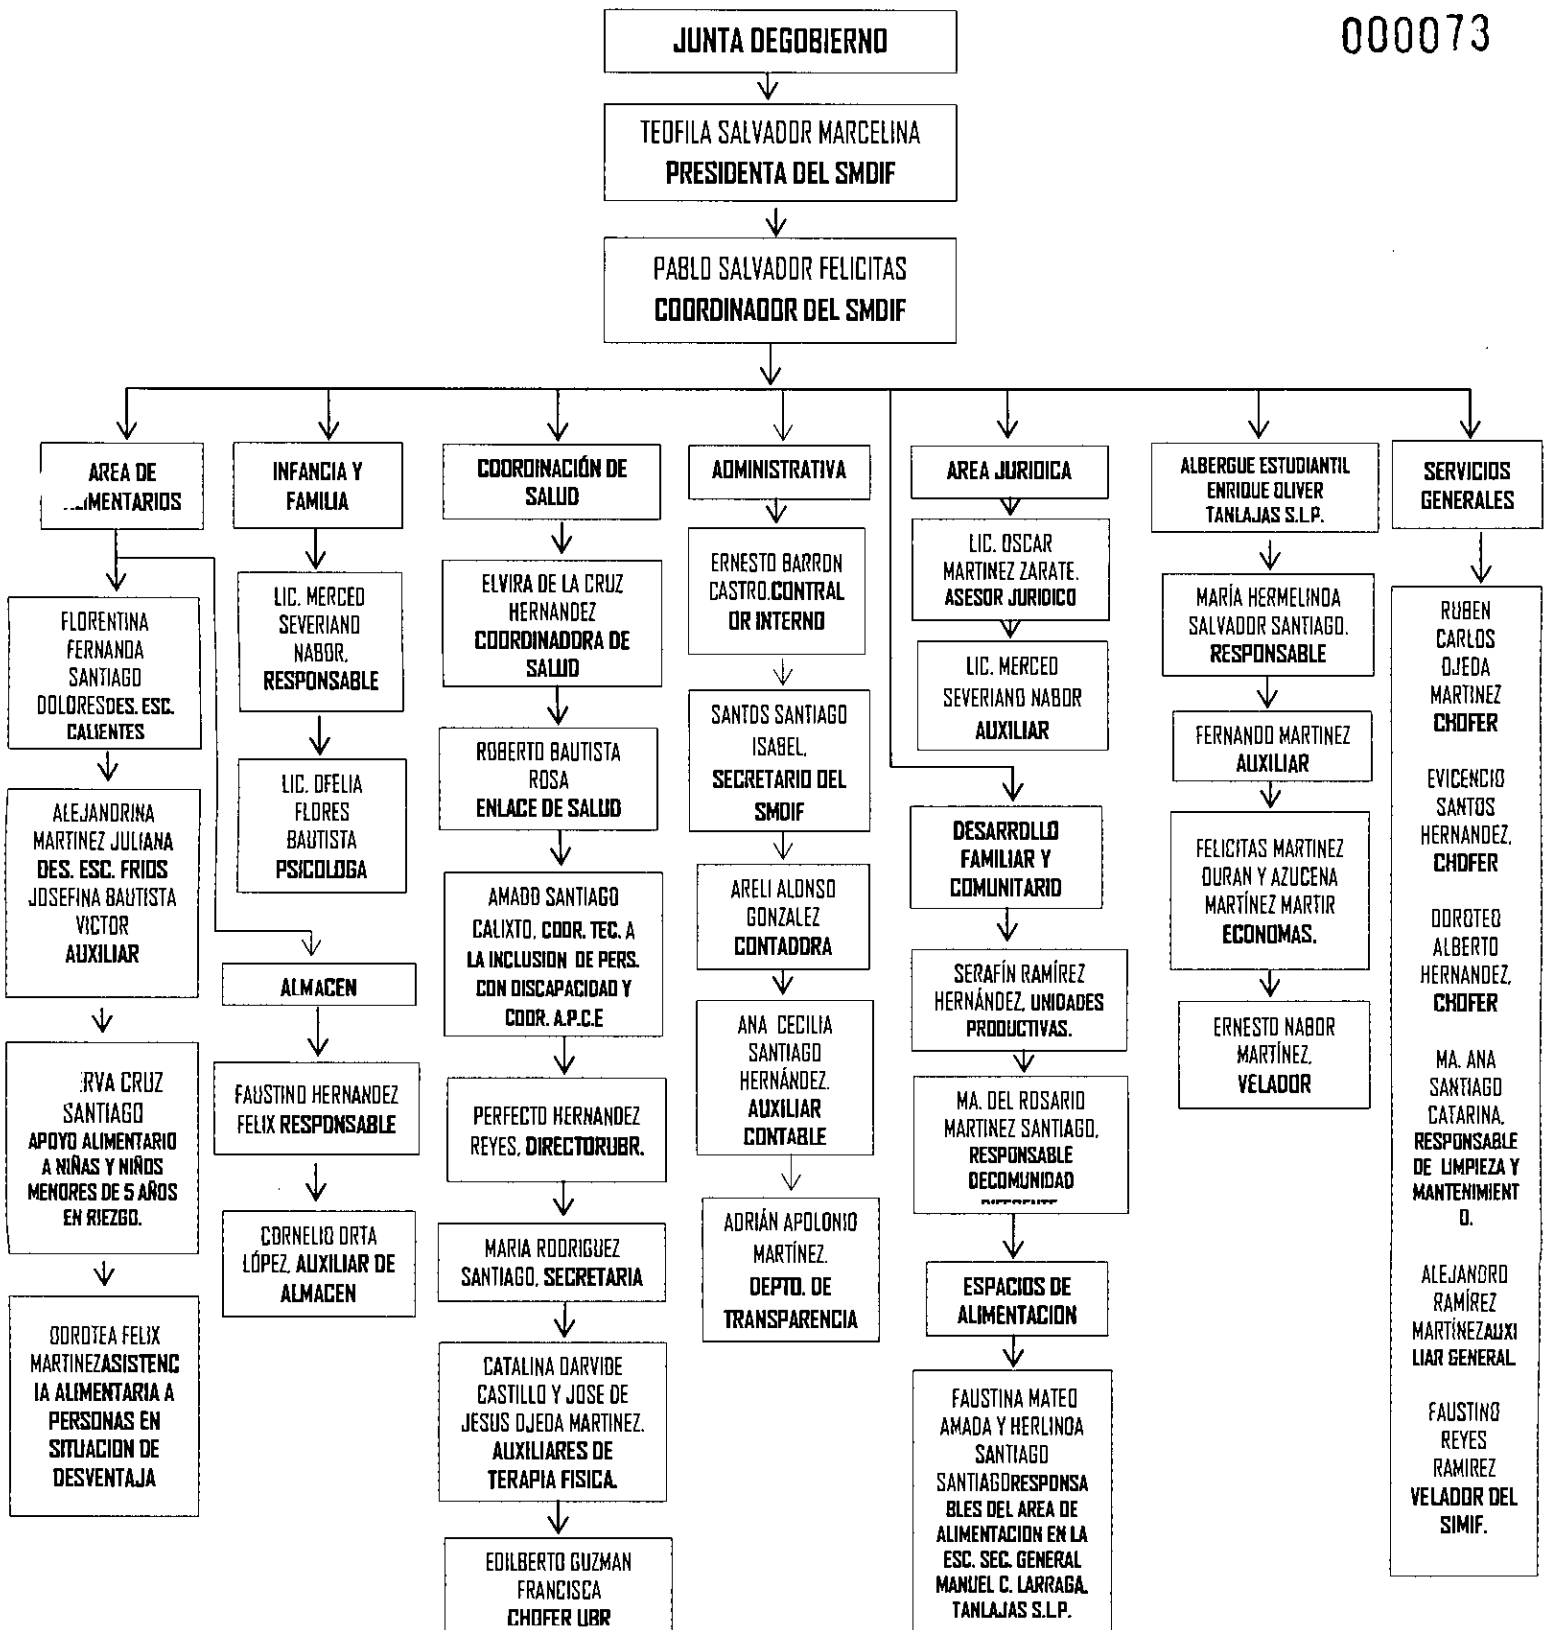 000073
JUNTA DEGOBIERNO
TEOFILA SALVADOR MARCELINA
PRESIDENTA DEL SMDIF
PABLO SALVADOR FELICITAS
COORDINADOR DEL SMDIF
AREA DE
INFANCIA Y
FAMILIA
COORDINACIÓN DE
SALUD
ADMINISTRATIVA
AREA JURIDICA
ALBERGUE ESTUDIANTIL
ENRIQUE OLIVER
TANLAJAS S.L.P.
SERVICIOS
GENERALES
FLORENTINA
FERNANDA
SANTIAGO
DOLORESDES. ESC.
CALIENTES
ALEJANDRINA
MARTINEZ JULIANA
DES. ESC. FRIOS
JOSEFINA BAUTISTA
VICTOR
AUXILIAR
CRUZ
SANTIAGO
APOYO ALIMENTARIO
A NIÑAS Y NIÑOS
MENORES DE 5 AÑOS
EN RIEZGO.
DOROTEA FELIX
MARTINEZASISTENC
IA ALIMENTARIA A
PERSONAS EN
SITUACION DE
DESVENTAJA
LIC. MERCED
SEVERIANO
NABOR,
RESPONSABLE
LIC. OFELIA
FLORES
BAUTISTA
PSICOLOGA
ALMACEN
FAUSTINO HERNANDEZ
FELIX RESPONSABLE
CORNELIO ORTA
LÓPEZ, AUXILIAR DE
ALMACEN
ELVIRA DE LA CRUZ
HERNANDEZ
COORDINADORA DE
SALUD
ROBERTO BAUTISTA
ROSA
ENLACE DE SALUD
AMADO SANTIAGO
CALIXTO, COOR. TEC. A
LA INCLUSION DE PERS.
CON DISCAPACIDAD Y
COOR. A.P.C.E
PERFECTO HERNANDEZ
REYES, DIRECTORUBR.
MARIA RODRIGUEZ
SANTIAGO, SECRETARIA
CATALINA DARVIDE
CASTILLO Y JOSE DE
JESUS OJEDA MARTINEZ.
AUXILIARES DE
TERAPIA FISICA.
EDILBERTO GUZMAN
FRANCISCA
CHOFER UBR
ERNESTO BARRON
CASTRO.CONTRAL
OR INTERNO
SANTOS SANTIAGO
ISABEL,
SECRETARIO DEL
SMDIF
ARELI ALONSO
GONZALEZ
CONTADORA
ANA CECILIA
SANTIAGO
HERNÁNDEZ.
AUXILIAR
CONTABLE
ADRIÁN APOLONIO
MARTÍNEZ.
DEPTO. DE
TRANSPARENCIA
LIC. OSCAR
MARTINEZ ZARATE.
ASESOR JURIDICO
LIC. MERCED
SEVERIANO NABOR
AUXILIAR
DESARROLLO
FAMILIAR Y
COMUNITARIO
SERAFÍN RAMÍREZ
HERNÁNDEZ, UNIDADES
PRODUCTIVAS.
MA. DEL ROSARIO
MARTINEZ SANTIAGO,
RESPONSABLE
DECOMUNIDAD
ESPACIOS DE
ALIMENTACION
FAUSTINA MATEO
AMADA Y HERLINDA
SANTIAGO
SANTIAGORESPONSA
BLES DEL AREA DE
ALIMENTACION EN LA
ESC. SEC. GENERAL
MANUEL C. LARRAGA.
TANLAJAS S.L.P.
MARÍA HERMELINDA
SALVADOR SANTIAGO.
RESPONSABLE
FERNANDO MARTINEZ
AUXILIAR
FELICITAS MARTINEZ
DURAN Y AZUCENA
MARTÍNEZ MARTIR
ECONOMAS.
ERNESTO NABOR
MARTÍNEZ,
VELADOR
RUBEN
CARLOS
OJEDA
MARTINEZ
CHOFER
EVICENCIO
SANTOS
HERNANDEZ,
CHOFER
DOROTEO
ALBERTO
HERNANDEZ,
CHOFER
MA. ANA
SANTIAGO
CATARINA,
RESPONSABLE
DE LIMPIEZA Y
MANTENIMIENT
O.
ALEJANDRO
RAMÍREZ
MARTÍNEZAUXI
LIAR GENERAL
FAUSTINO
REYES
RAMIREZ
VELADOR DEL
SIMIF.